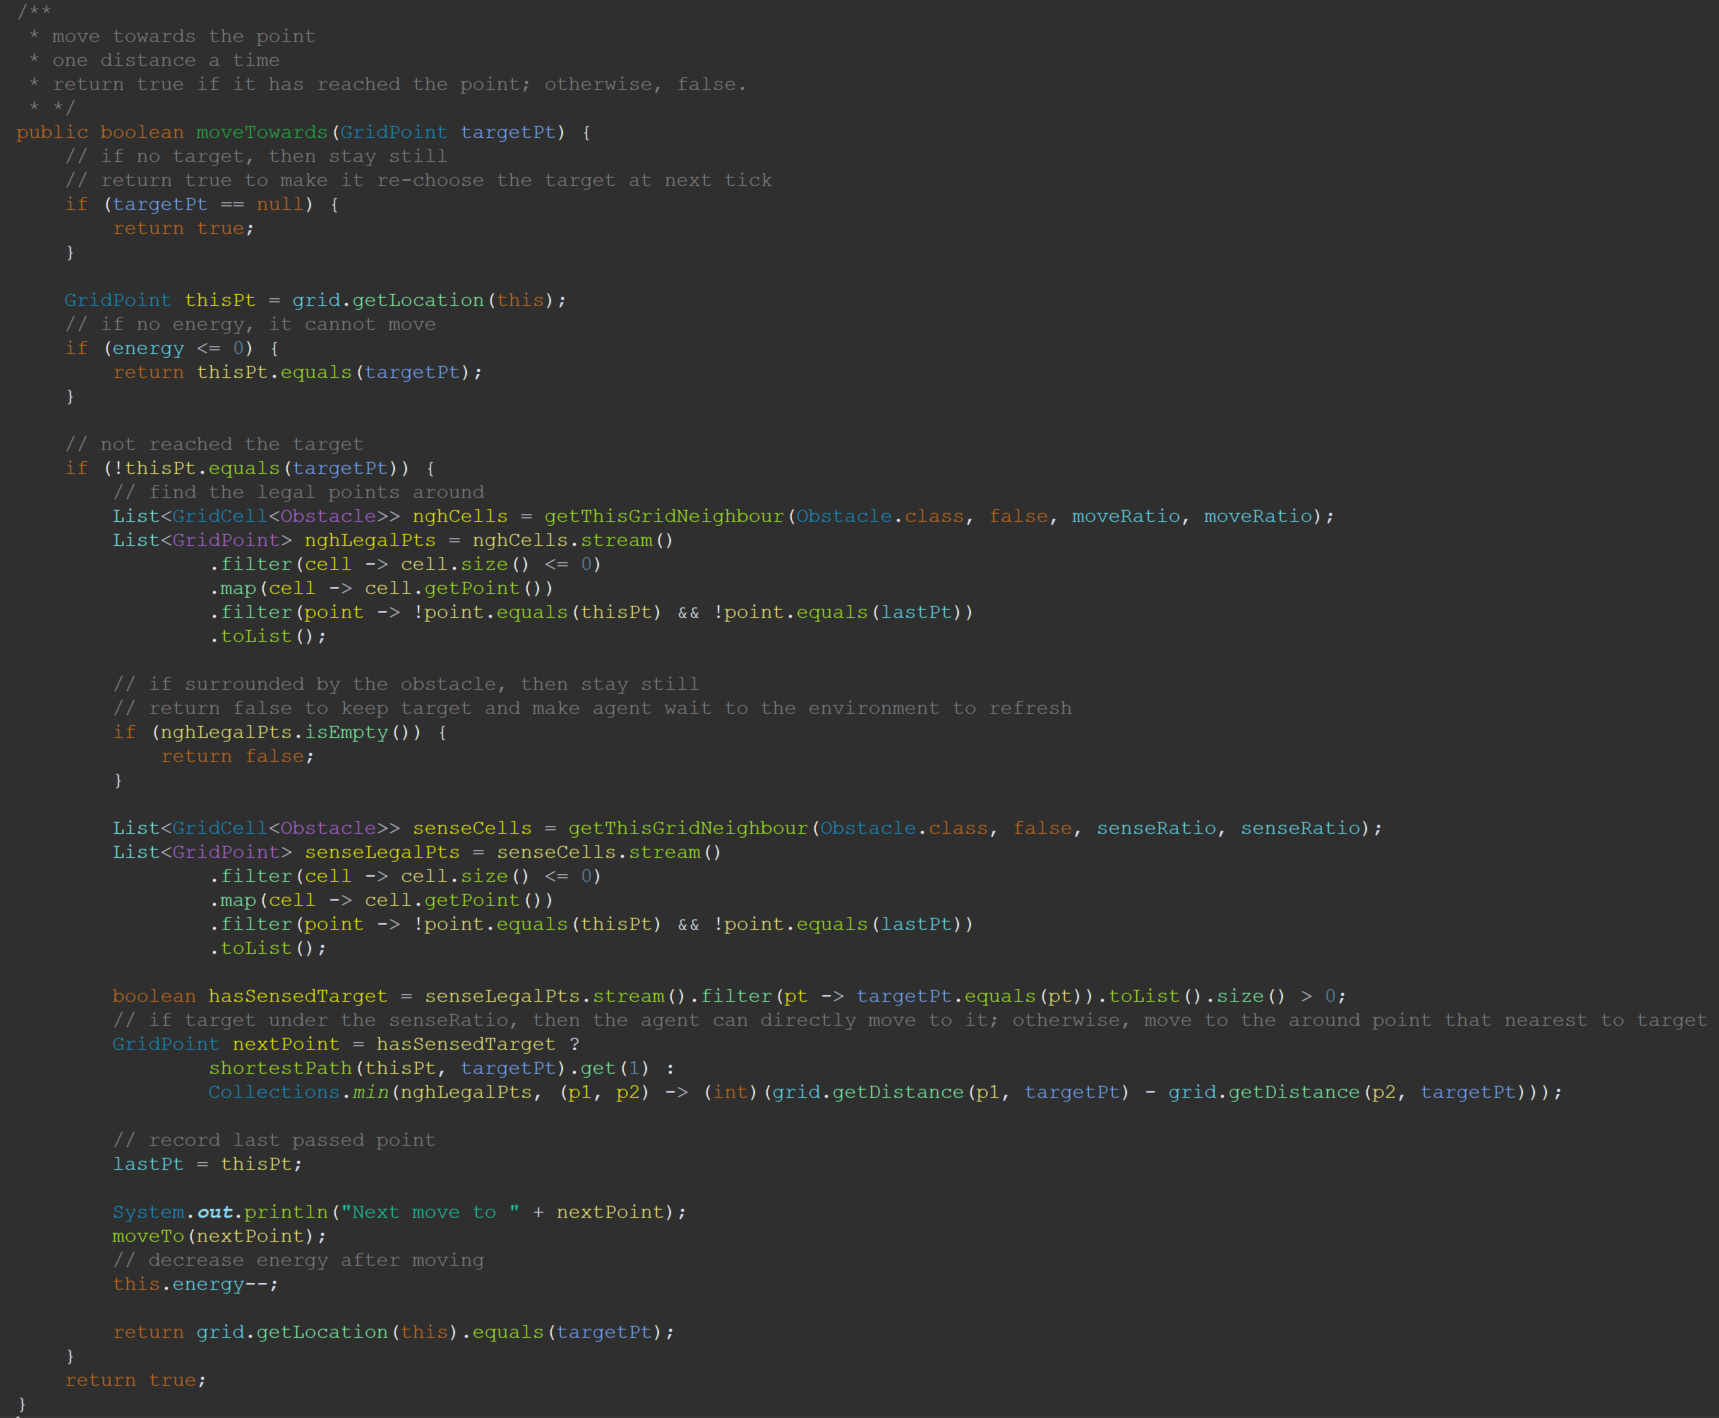 /**
 * move towards the point
 * one distance a time
 * return true if it has reached the point; otherwise, false.
 * */
public boolean moveTowards(GridPoint targetPt) {
    // if no target, then stay still
    // return true to make it re-choose the target at next tick
    if (targetPt == null) {
        return true;
    }

    GridPoint thisPt = grid.getLocation(this);
    // if no energy, it cannot move
    if (energy <= 0) {
        return thisPt.equals(targetPt);
    }

    // not reached the target
    if (!thisPt.equals(targetPt)) {
        // find the legal points around
        List<GridCell<Obstacle>> nghCells = getThisGridNeighbour(Obstacle.class, false, moveRatio, moveRatio);
        List<GridPoint> nghLegalPts = nghCells.stream()
                .filter(cell -> cell.size() <= 0)
                .map(cell -> cell.getPoint())
                .filter(point -> !point.equals(thisPt) && !point.equals(lastPt))
                .toList();

        // if surrounded by the obstacle, then stay still
        // return false to keep target and make agent wait to the environment to refresh
        if (nghLegalPts.isEmpty()) {
            return false;
        }

        List<GridCell<Obstacle>> senseCells = getThisGridNeighbour(Obstacle.class, false, senseRatio, senseRatio);
        List<GridPoint> senseLegalPts = senseCells.stream()
                .filter(cell -> cell.size() <= 0)
                .map(cell -> cell.getPoint())
                .filter(point -> !point.equals(thisPt) && !point.equals(lastPt))
                .toList();

        boolean hasSensedTarget = senseLegalPts.stream().filter(pt -> targetPt.equals(pt)).toList().size() > 0;
        // if target under the senseRatio, then the agent can directly move to it; otherwise, move to the around point that nearest to target
        GridPoint nextPoint = hasSensedTarget ?
                shortestPath(thisPt, targetPt).get(1) :
                Collections.min(nghLegalPts, (p1, p2) -> (int)(grid.getDistance(p1, targetPt) - grid.getDistance(p2, targetPt)));

        // record last passed point
        lastPt = thisPt;

        System.out.println("Next move to " + nextPoint);
        moveTo(nextPoint);
        // decrease energy after moving
        this.energy--;

        return grid.getLocation(this).equals(targetPt);
    }
    return true;
}